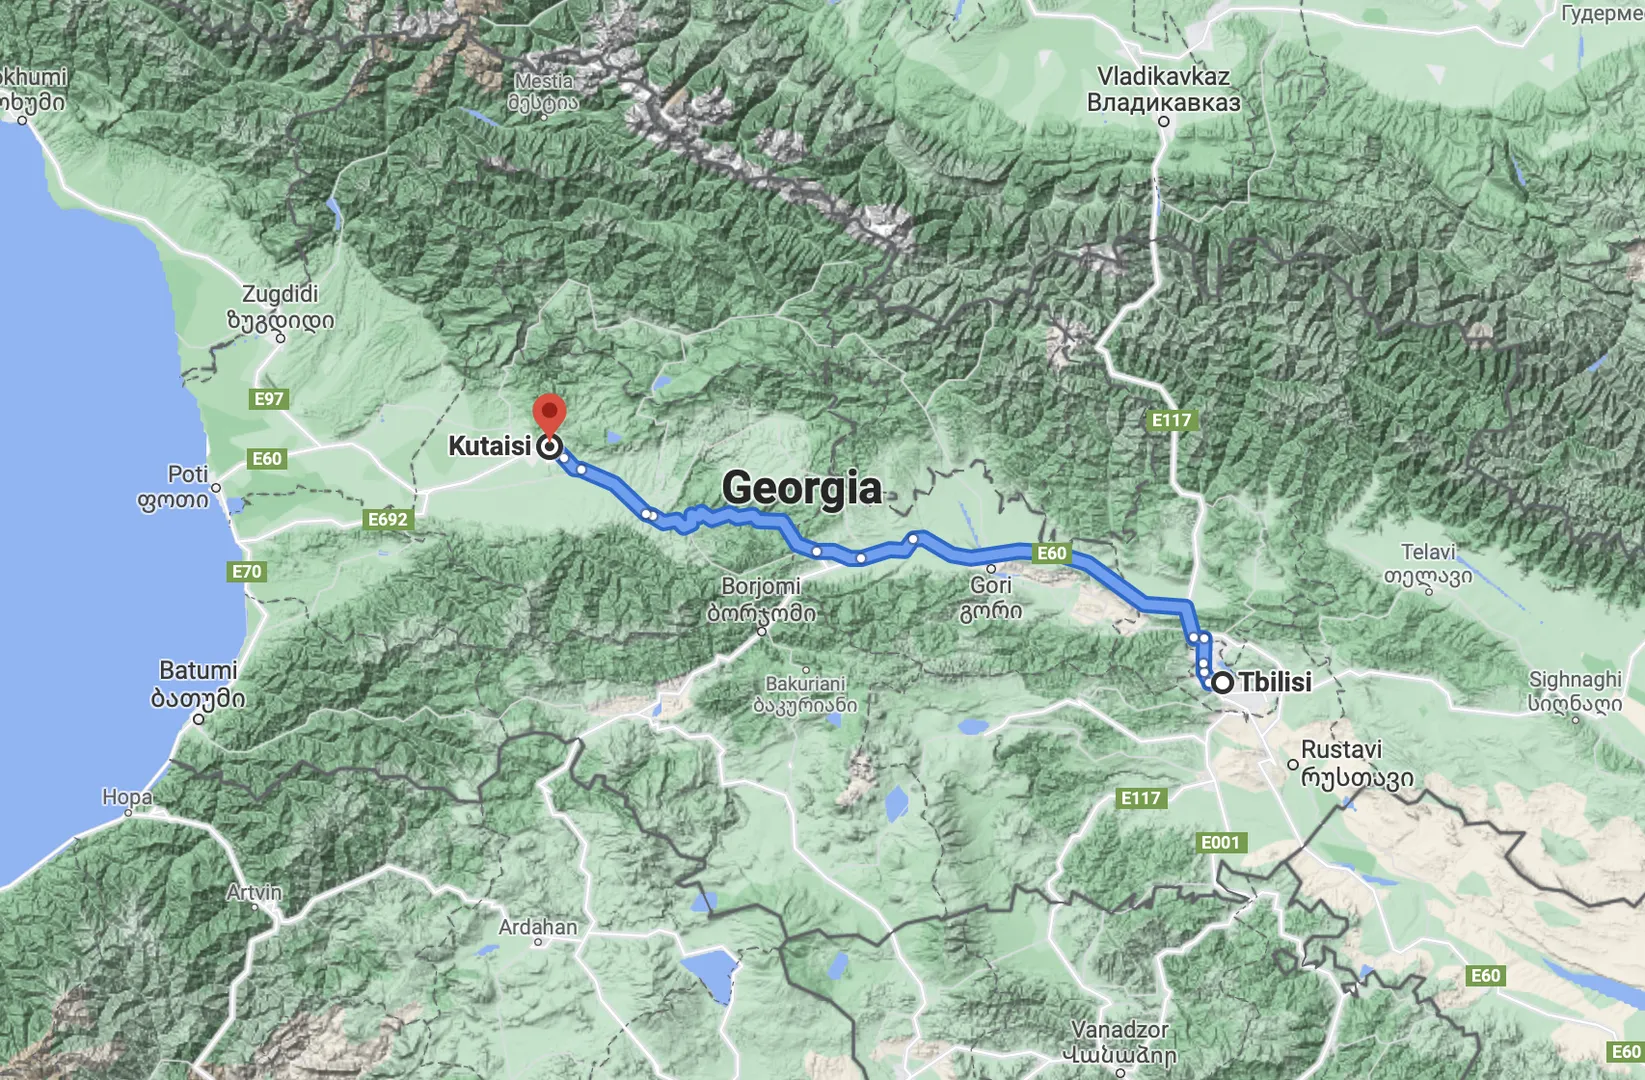 Гудерме
Vladikavkaz
Владикавказ
okhumi
ოხუმი
Mestia
მესტია
Zugdidi
ზუგდიდი
E97
E117
Kutaisi
E60
Poti
ფოთი
Georgia
E692
E70
E60
Telavi
თელავი
Borjomi
ბორჯომი
Gori
გორი
Batumi
ბათუმი
Bakuriani
ბაკურიანი
Tbilisi
Sighnaghi
სიღნაღი
Rustavi
რუსთავი
Hopa
E117
E001
Artvin
Ardahan
E60
Vanadzor
Վանաձոր
E60